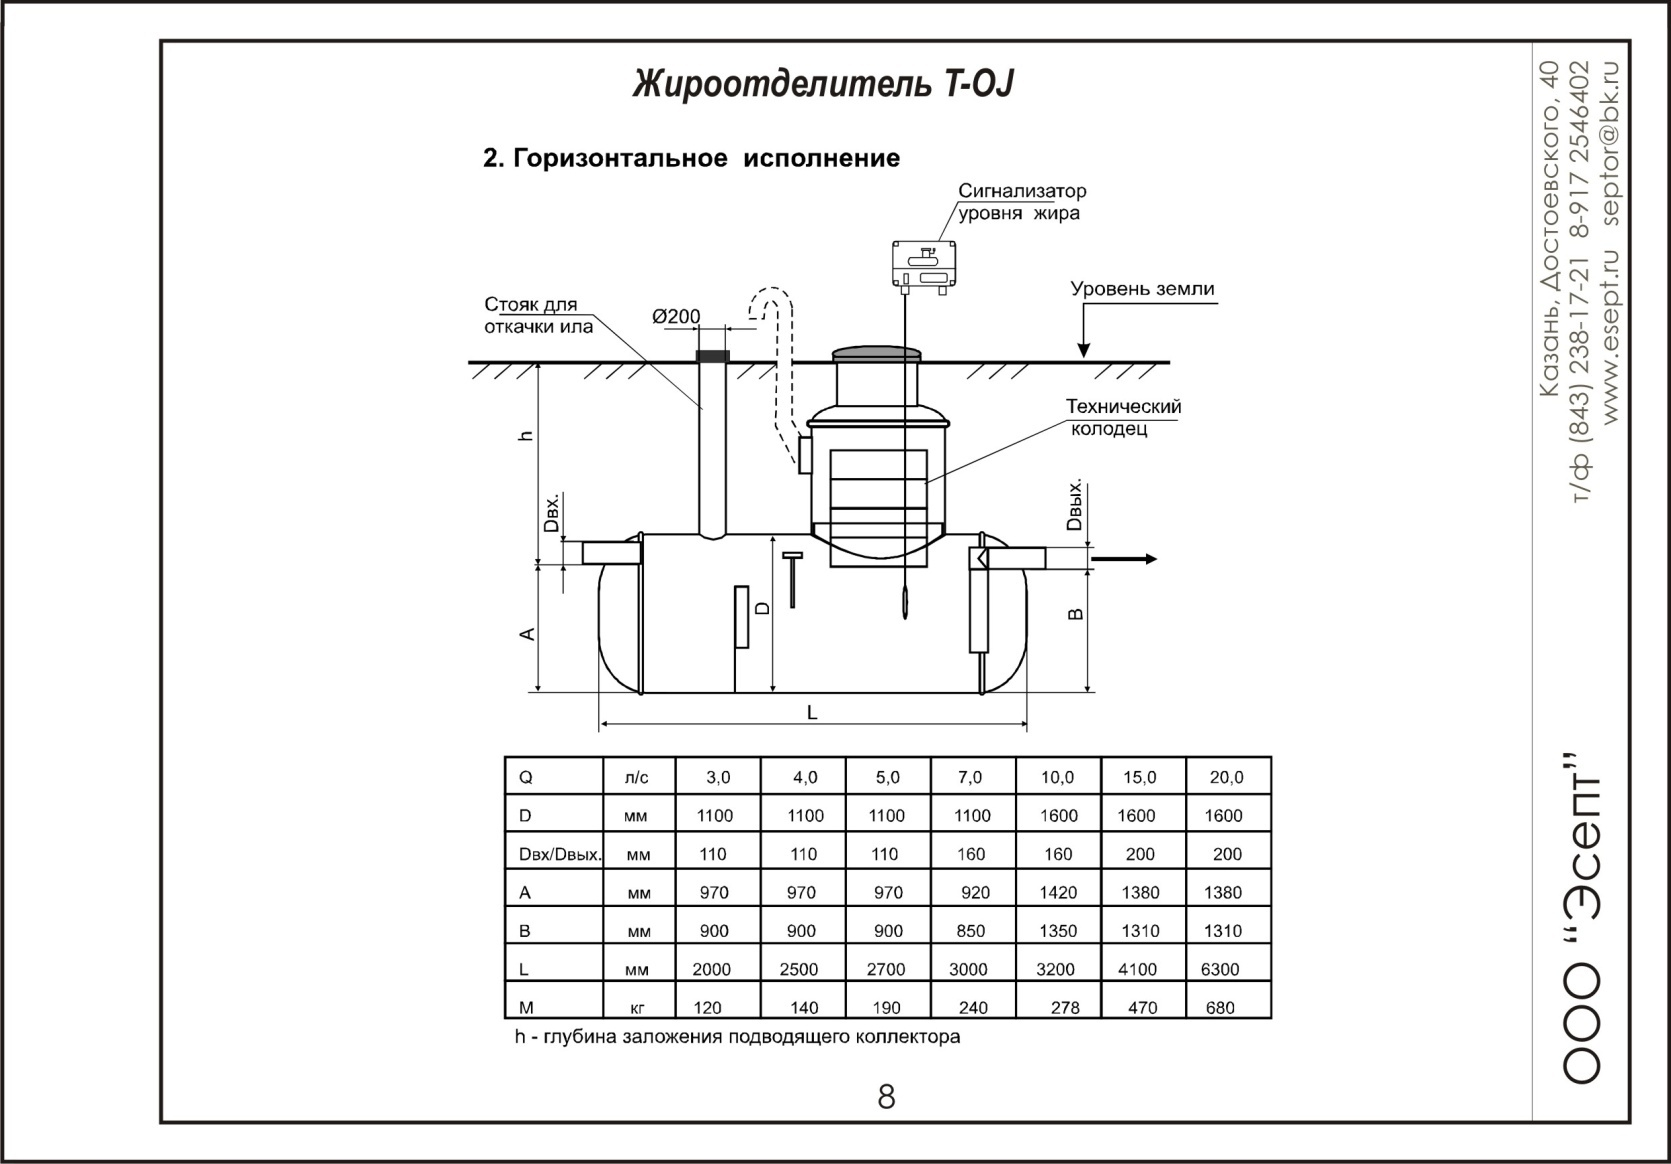 Жироотделитель T-OJ
2. Горизонтальное исполнение
Сигнализатор
уровня жира
Уровень земли
Стояк для
откачки ила
Ø200
Технический
колодец
h
Dвх.
Dвых.
A
D
B
L
Q л/с 3,0 4,0 5,0 7,0 10,0 15,0 20,0
D мм 1100 1100 1100 1100 1600 1600 1600
Dвх/Dвых. мм 110 110 110 160 160 200 200
A мм 970 970 970 920 1420 1380 1380
B мм 900 900 900 850 1350 1310 1310
L мм 2000 2500 2700 3000 3200 4100 6300
M кг 120 140 190 240 278 470 680
h - глубина заложения подводящего коллектора
8
Казань, Достоевского, 40
т/ф (843) 238-17-21 8-917 2546402
www.esept.ru septor@bk.ru
ООО “Эсепт”